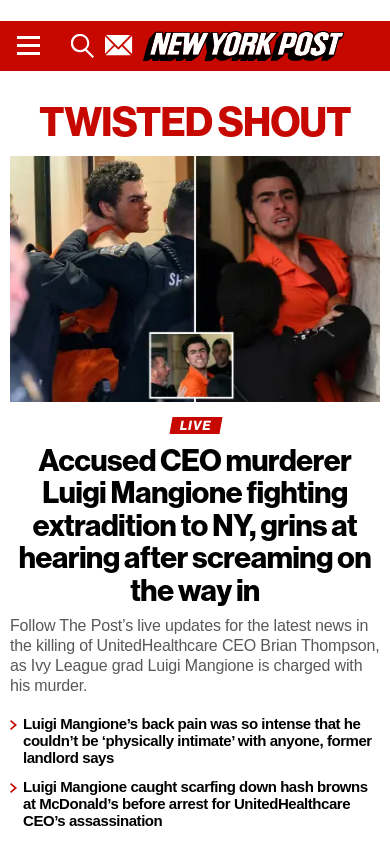 NEW YORK POST
TWISTED SHOUT
SH
LIVE
Accused CEO murderer
Luigi Mangione fighting
extradition to NY, grins at
hearing after screaming on
the way in
Follow The Post’s live updates for the latest news in
the killing of UnitedHealthcare CEO Brian Thompson,
as Ivy League grad Luigi Mangione is charged with
his murder.
Luigi Mangione’s back pain was so intense that he
couldn’t be ‘physically intimate’ with anyone, former
landlord says
Luigi Mangione caught scarfing down hash browns
at McDonald’s before arrest for UnitedHealthcare
CEO’s assassination